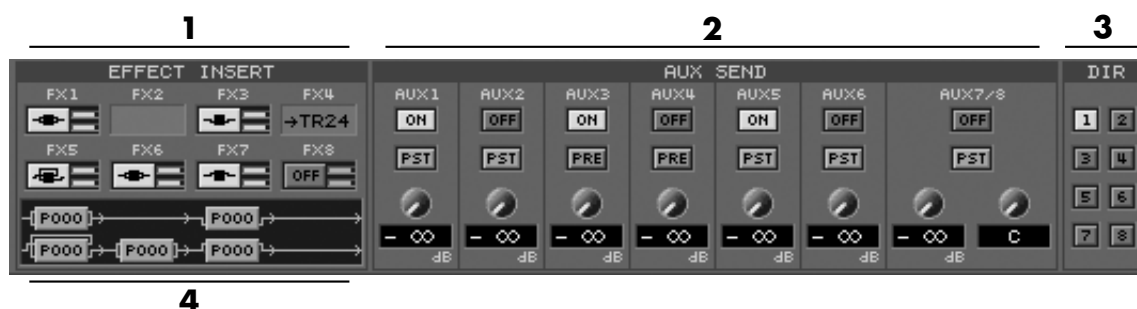 1 2 3
EFFECT INSERT AUX SEND DIR
FX1 FX2 FX3 FX4 AUX1 AUX2 AUX3 AUX4 AUX5 AUX6 AUX7/8
→TR24 ON OFF ON OFF ON OFF OFF 1 2
FX5 FX6 FX7 FX8 PST PST PRE PRE PST PST PST 3 4
OFF
5 6
P000 P000
- ∞ - ∞ - ∞ - ∞ - ∞ - ∞ - ∞ C 7 8
P000 P000 P000
dB dB dB dB dB dB dB
4